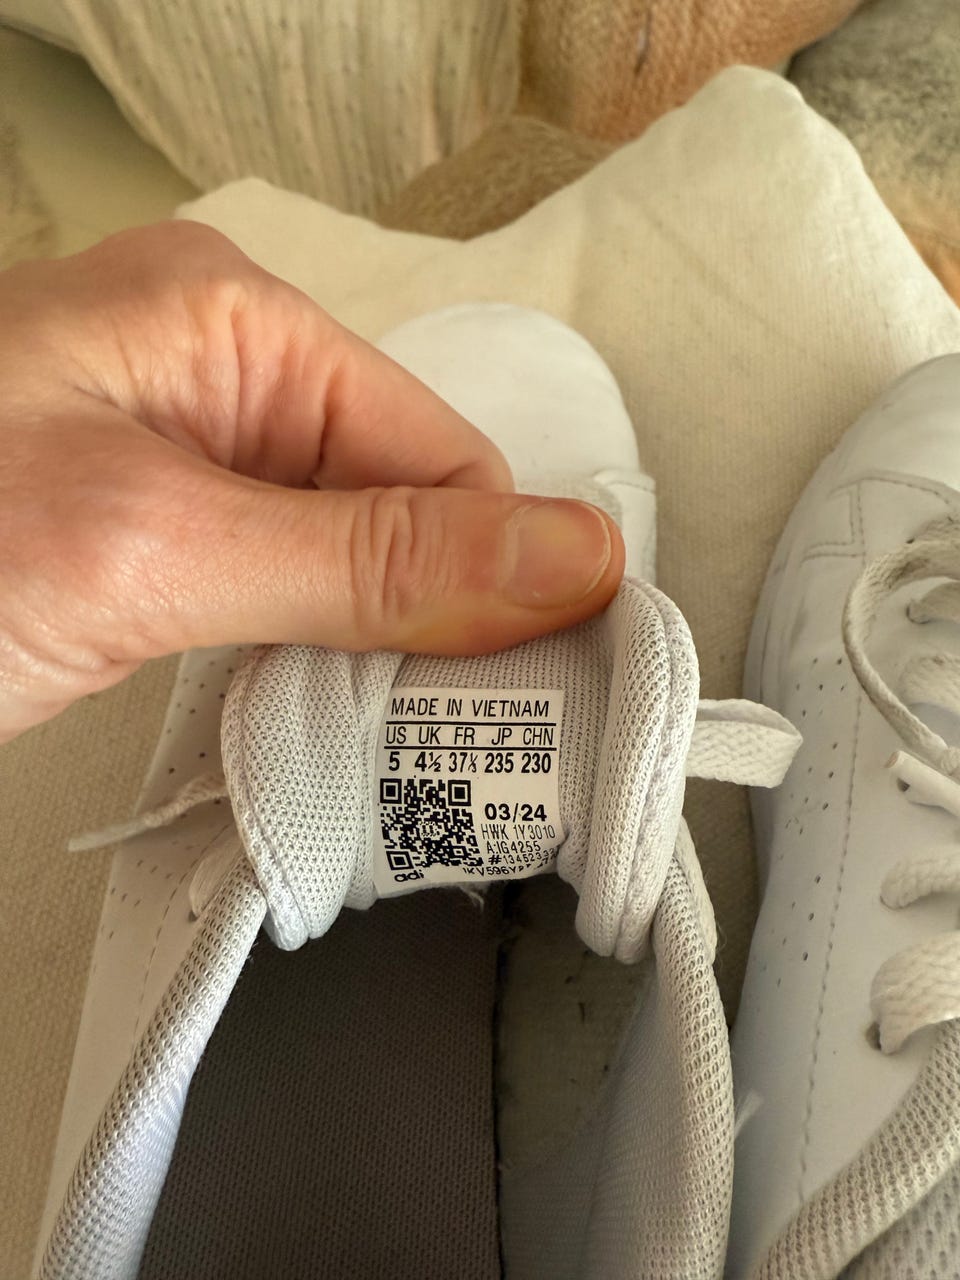 MADE IN VIETNAM
US UK FR JP CHN
5 4½ 37⅓ 235 230
03/24
HWK 1Y3010
A:IG4255
adi